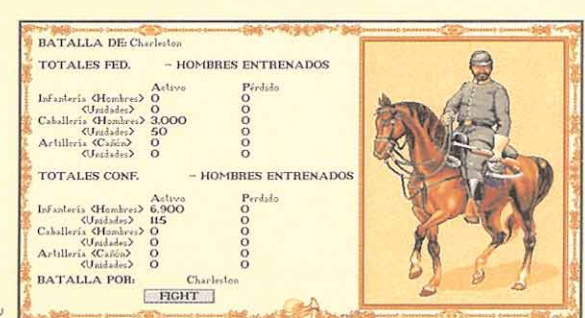 BATALLA DE: Charleston
TOTALES FED. - HOMBRES ENTRENADOS
Activo Pérdido
Infantería <Hombres> 0 0
<Unidades> 0 0
Caballería <Hombres> 3.000 0
<Unidades> 50 0
Artillería <Cañón> 0 0
<Unidades> 0 0
TOTALES CONF. - HOMBRES ENTRENADOS
Activo Perdido
Infantería <Hombres> 6,900 0
<Unidades> 115 0
Caballería <Hombres> 0 0
<Unidades> 0 0
Artillería <Cañón> 0 0
<Unidades> 0 0
BATALLA POR: Charleston
FIGHT